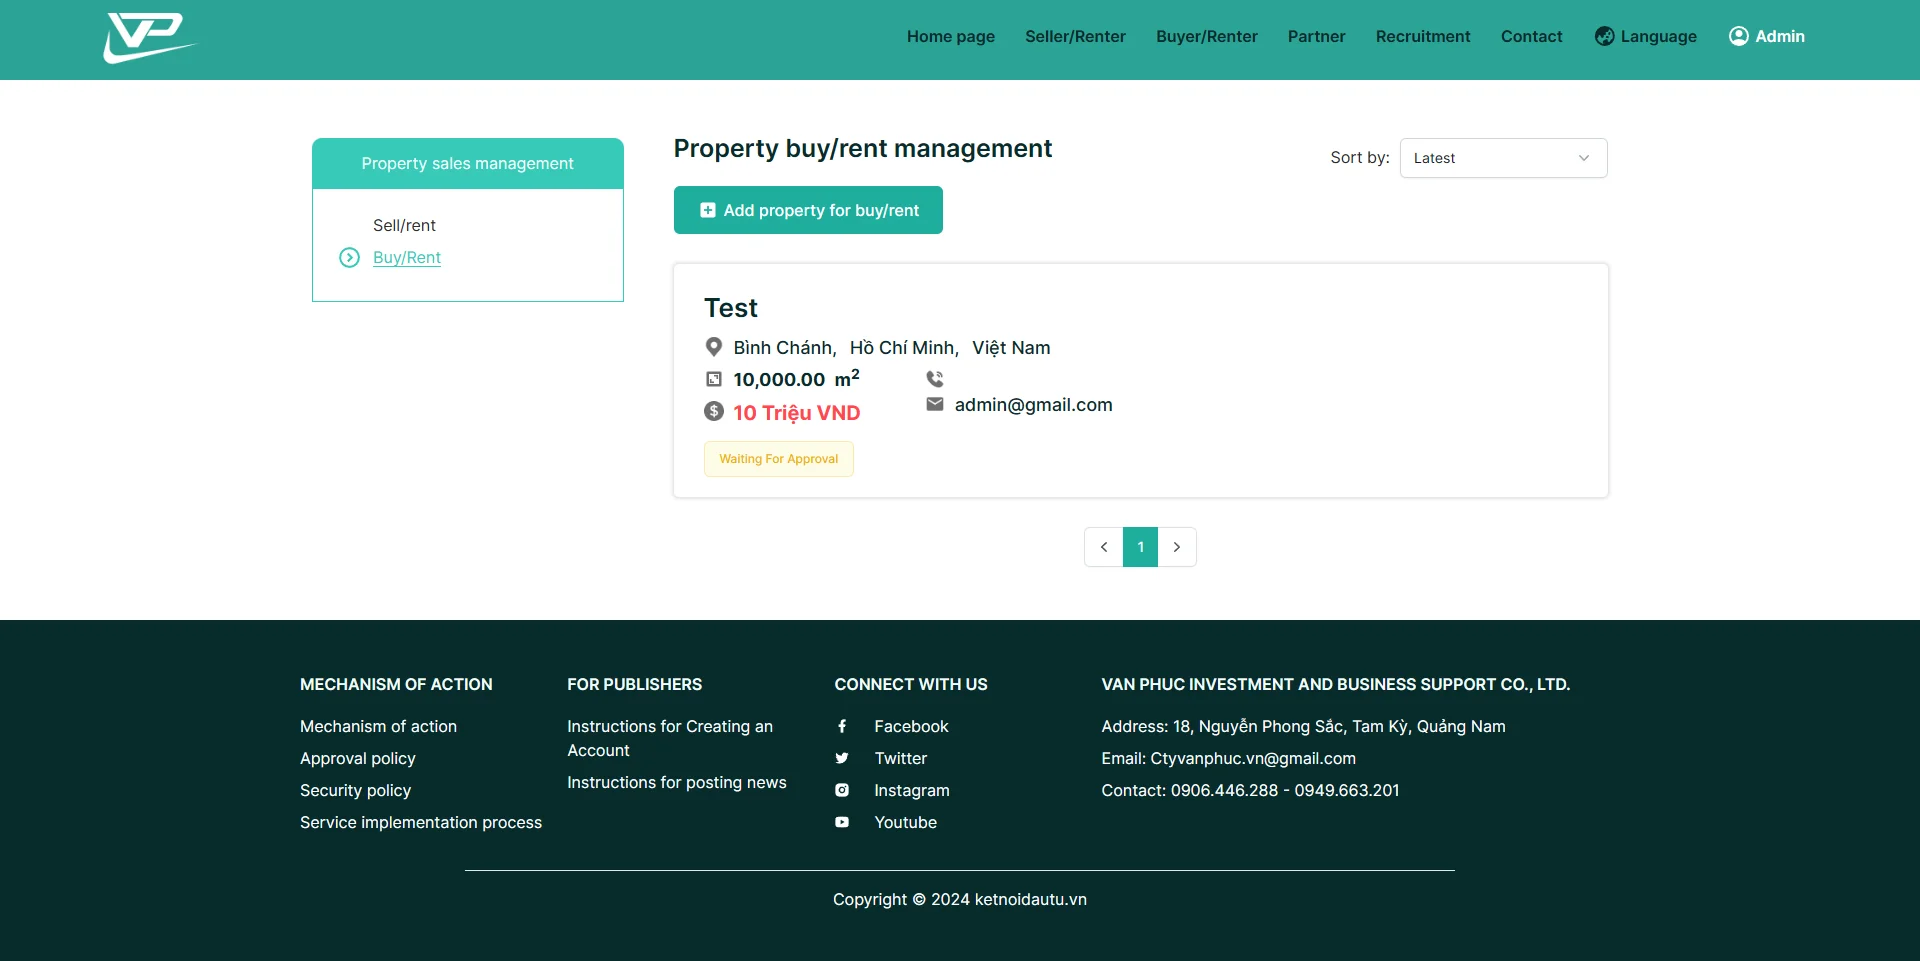 VP
Home page
Seller/Renter
Buyer/Renter
Partner
Recruitment
Contact
Language
Admin
Property sales management
Sell/rent
Buy/Rent
Property buy/rent management
Sort by:
Latest
Add property for buy/rent
Test
Bình Chánh, Hồ Chí Minh, Việt Nam
10,000.00 m²
10 Triệu VND
admin@gmail.com
Waiting For Approval
1
MECHANISM OF ACTION
Mechanism of action
Approval policy
Security policy
Service implementation process
FOR PUBLISHERS
Instructions for Creating an
Account
Instructions for posting news
CONNECT WITH US
Facebook
Twitter
Instagram
Youtube
VAN PHUC INVESTMENT AND BUSINESS SUPPORT CO., LTD.
Address: 18, Nguyễn Phong Sắc, Tam Kỳ, Quảng Nam
Email: Ctyvanphuc.vn@gmail.com
Contact: 0906.446.288 - 0949.663.201
Copyright © 2024 ketnoidautu.vn